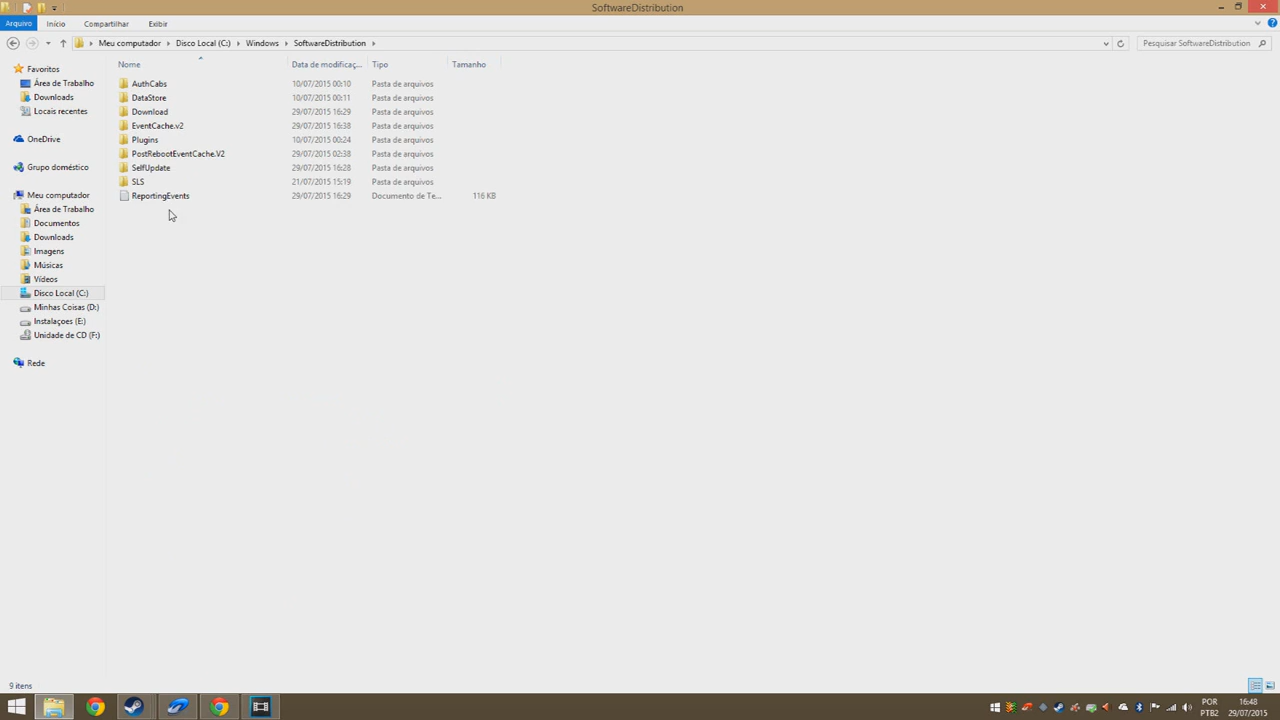 SoftwareDistribution
Arquivo Início Compartilhar Exibir
Meu computador Disco Local (C:) Windows SoftwareDistribution Pesquisar SoftwareDistribution
Nome Data de modificaç... Tipo Tamanho
Favoritos
Área de Trabalho
Downloads
Locais recentes
OneDrive
Grupo doméstico
Meu computador
Área de Trabalho
Documentos
Downloads
Imagens
Músicas
Vídeos
Disco Local (C:)
Minhas Coisas (D:)
Instalaçoes (E:)
Unidade de CD (F:)
Rede
AuthCabs 10/07/2015 00:10 Pasta de arquivos
DataStore 10/07/2015 00:11 Pasta de arquivos
Download 29/07/2015 16:29 Pasta de arquivos
EventCache.v2 29/07/2015 16:38 Pasta de arquivos
Plugins 10/07/2015 00:24 Pasta de arquivos
PostRebootEventCache.V2 29/07/2015 02:38 Pasta de arquivos
SelfUpdate 29/07/2015 16:28 Pasta de arquivos
SLS 21/07/2015 15:19 Pasta de arquivos
ReportingEvents 29/07/2015 16:29 Documento de Te... 116 KB
9 itens
POR 16:48
PTB2 29/07/2015